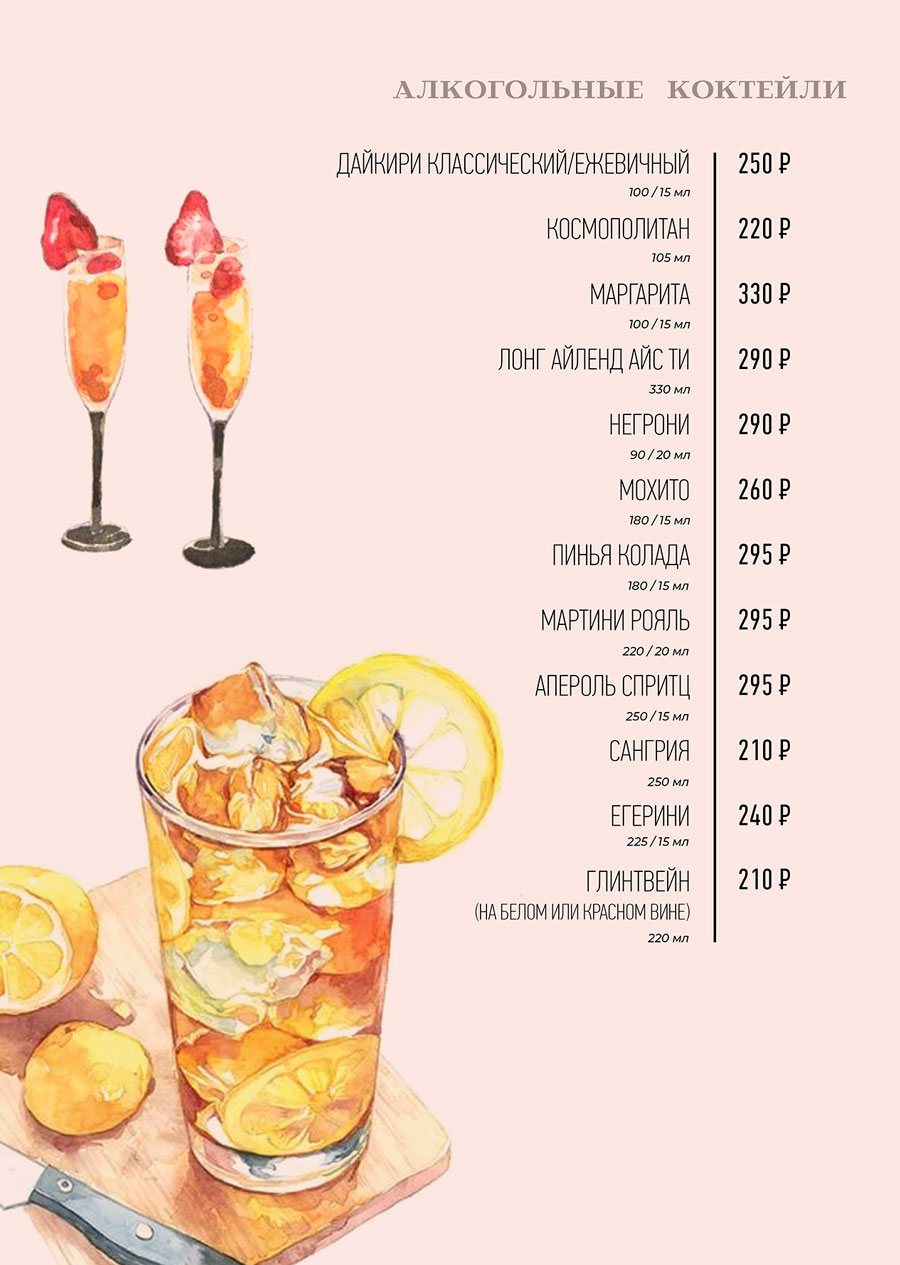 АЛКОГОЛЬНЫЕ КОКТЕЙЛИ
ДАЙКИРИ КЛАССИЧЕСКИЙ/ЕЖЕВИЧНЫЙ 250 ₽
100 / 15 мл
КОСМОПОЛИТАН 220 ₽
105 мл
МАРГАРИТА 330 ₽
100 / 15 мл
ЛОНГ АЙЛЕНД АЙС ТИ 290 ₽
330 мл
НЕГРОНИ 290 ₽
90 / 20 мл
МОХИТО 260 ₽
180 / 15 мл
ПИНЬЯ КОЛАДА 295 ₽
180 / 15 мл
МАРТИНИ РОЯЛЬ 295 ₽
220 / 20 мл
АПЕРОЛЬ СПРИТЦ 295 ₽
250 / 15 мл
САНГРИЯ 210 ₽
250 мл
ЕГЕРИНИ 240 ₽
225 / 15 мл
ГЛИНТВЕЙН 210 ₽
(НА БЕЛОМ ИЛИ КРАСНОМ ВИНЕ)
220 мл